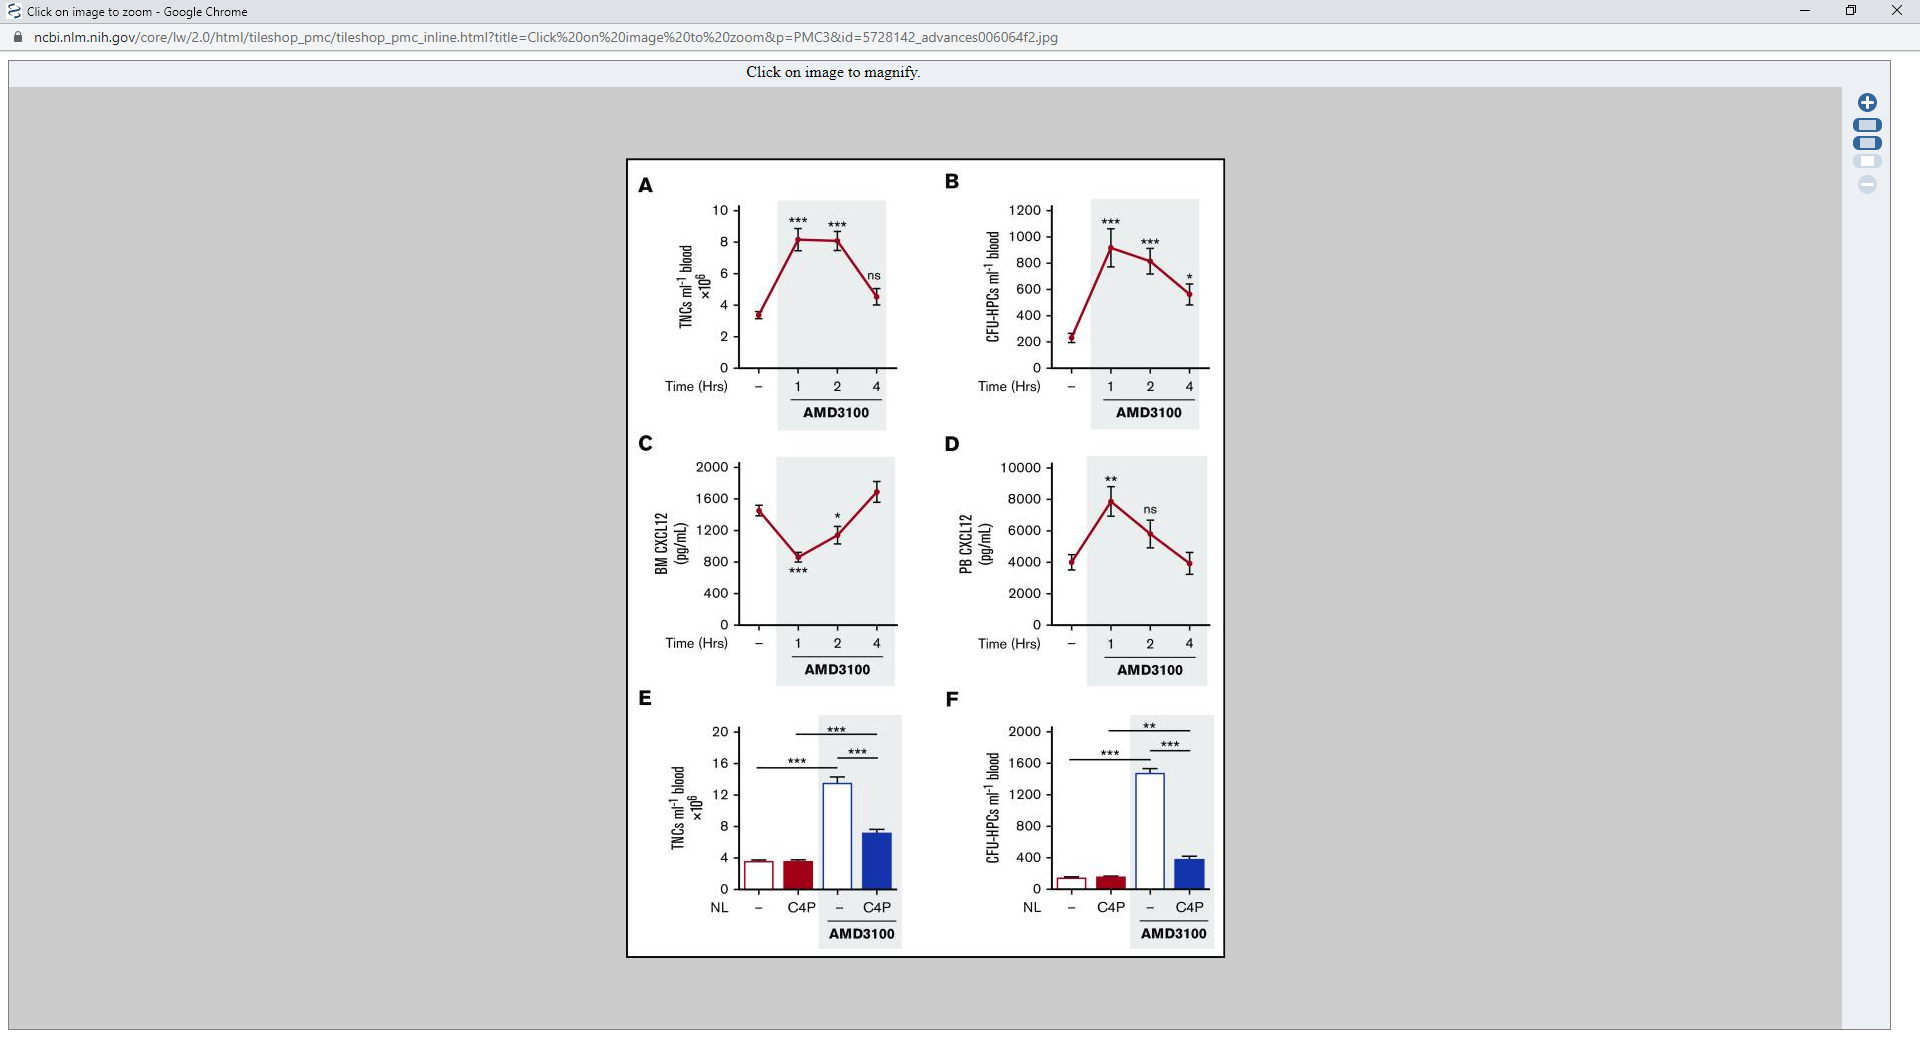 Click on image to zoom - Google Chrome
ncbi.nlm.nih.gov/core/lw/2.0/html/tileshop_pmc/tileshop_pmc_inline.html?title=Click%20on%20image%20to%20zoom&p=PMC3&id=5728142_advances006064f2.jpg
Click on image to magnify.
A
TNCs ml⁻¹ blood
×10⁶
10
8
6
4
2
0
***
***
ns
Time (Hrs) – 1 2 4
AMD3100
B
CFU-HPCs ml⁻¹ blood
1200
1000
800
600
400
200
0
***
***
*
Time (Hrs) – 1 2 4
AMD3100
C
BM CXCL12
(pg/mL)
2000
1600
1200
800
400
0
***
*
Time (Hrs) – 1 2 4
AMD3100
D
PB CXCL12
(pg/mL)
10000
8000
6000
4000
2000
0
**
ns
Time (Hrs) – 1 2 4
AMD3100
E
TNCs ml⁻¹ blood
×10⁶
20
16
12
8
4
0
***
***
***
NL – C4P – C4P
AMD3100
F
CFU-HPCs ml⁻¹ blood
2000
1600
1200
800
400
0
**
***
***
NL – C4P – C4P
AMD3100